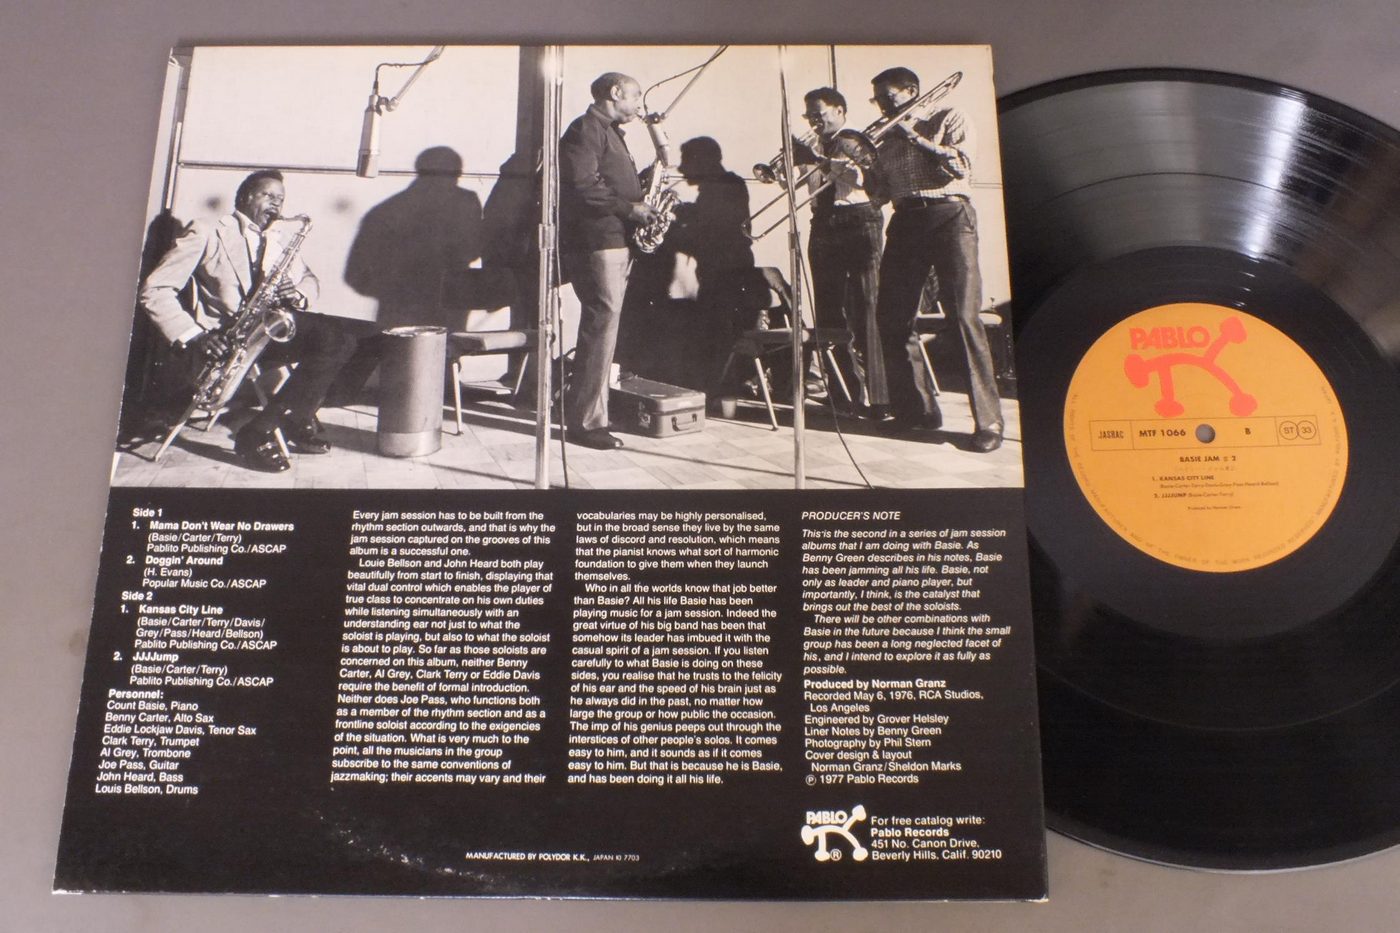 Side 1
1. Mama Don't Wear No Drawers
(Basie/Carter/Terry)
Pablito Publishing Co./ASCAP
2. Doggin' Around
(H. Evans)
Popular Music Co./ASCAP
Side 2
1. Kansas City Line
(Basie/Carter/Terry/Davis/
Grey/Pass/Heard/Bellson)
Pablito Publishing Co./ASCAP
2. JJJJump
(Basie/Carter/Terry)
Pablito Publishing Co./ASCAP
Personnel:
Count Basie, Piano
Benny Carter, Alto Sax
Eddie Lockjaw Davis, Tenor Sax
Clark Terry, Trumpet
Al Grey, Trombone
Joe Pass, Guitar
John Heard, Bass
Louis Bellson, Drums
Every jam session has to be built from the
rhythm section outwards, and that is why the
jam session captured on the grooves of this
album is a successful one.
Louie Bellson and John Heard both play
beautifully from start to finish, displaying that
vital dual control which enables the player of
true class to concentrate on his own duties
while listening simultaneously with an
understanding ear not just to what the
soloist is playing, but also to what the soloist
is about to play. So far as those soloists are
concerned on this album, neither Benny
Carter, Al Grey, Clark Terry or Eddie Davis
require the benefit of formal introduction.
Neither does Joe Pass, who functions both
as a member of the rhythm section and as a
frontline soloist according to the exigencies
of the situation. What is very much to the
point, all the musicians in the group
subscribe to the same conventions of
jazzmaking; their accents may vary and their
vocabularies may be highly personalised,
but in the broad sense they live by the same
laws of discord and resolution, which means
that the pianist knows what sort of harmonic
foundation to give them when they launch
themselves.
Who in all the worlds know that job better
than Basie? All his life Basie has been
playing music for a jam session. Indeed the
great virtue of his big band has been that
somehow its leader has imbued it with the
casual spirit of a jam session. If you listen
carefully to what Basie is doing on these
sides, you realise that he trusts to the felicity
of his ear and the speed of his brain just as
he always did in the past, no matter how
large the group or how public the occasion.
The imp of his genius peeps out through the
interstices of other people's solos. It comes
easy to him, and it sounds as if it comes
easy to him. But that is because he is Basie,
and has been doing it all his life.
PRODUCER'S NOTE
This is the second in a series of jam session
albums that I am doing with Basie. As
Benny Green describes in his notes, Basie
has been jamming all his life. Basie, not
only as leader and piano player, but
importantly, I think, is the catalyst that
brings out the best of the soloists.
There will be other combinations with
Basie in the future because I think the small
group has been a long neglected facet of
his, and I intend to explore it as fully as
possible.
Produced by Norman Granz
Recorded May 6, 1976, RCA Studios,
Los Angeles
Engineered by Grover Helsley
Liner Notes by Benny Green
Photography by Phil Stern
Cover design & layout
Norman Granz/Sheldon Marks
℗ 1977 Pablo Records
PABLO
®
For free catalog write:
Pablo Records
451 No. Canon Drive,
Beverly Hills, Calif. 90210
MANUFACTURED BY POLYDOR K.K., JAPAN KI 7703
PABLO
JASRAC MTF 1066 B ST 33
BASIE JAM # 2
1. KANSAS CITY LINE
(Basie-Carter-Terry-Davis-Grey-Pass-Heard-Bellson)
2. JJJJUMP (Basie-Carter-Terry)
Produced by Norman Granz